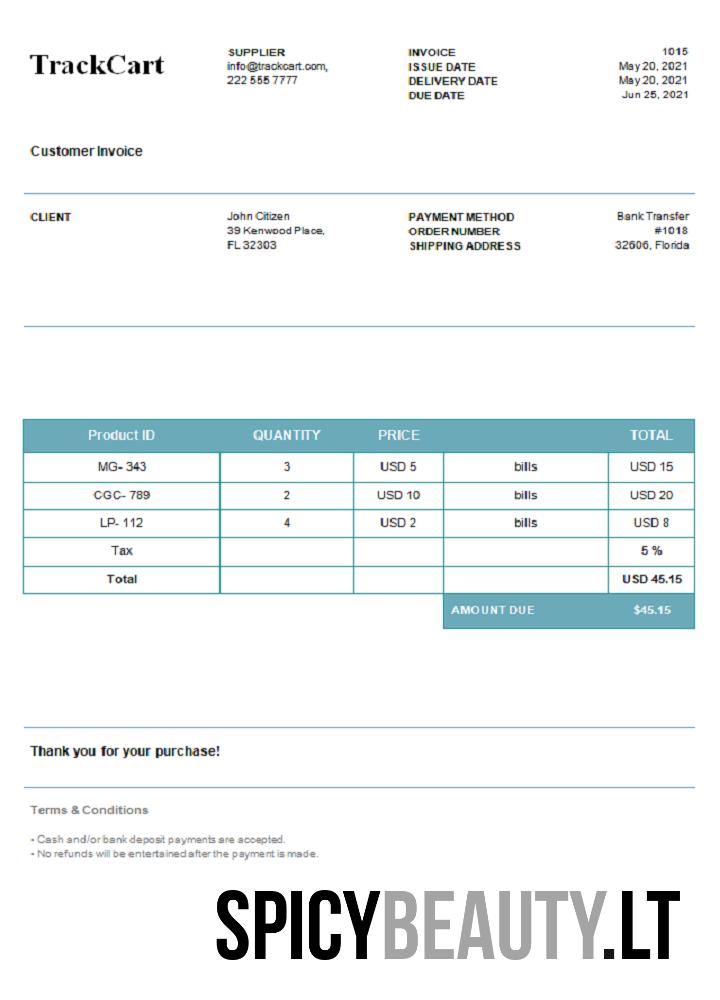 TrackCart
SUPPLIER
info@trackcart.com,
222 555 7777
INVOICE 1015
ISSUE DATE May 20, 2021
DELIVERY DATE May 20, 2021
DUE DATE Jun 25, 2021
Customer Invoice
CLIENT
John Citizen
39 Kenwood Place,
FL 32303
PAYMENT METHOD Bank Transfer
ORDER NUMBER #1018
SHIPPING ADDRESS 32606, Florida
Product ID QUANTITY PRICE TOTAL
MG- 343 3 USD 5 bills USD 15
CGC- 789 2 USD 10 bills USD 20
LP- 112 4 USD 2 bills USD 8
Tax 5 %
Total USD 45.15
AMOUNT DUE $45.15
Thank you for your purchase!
Terms & Conditions
• Cash and/or bank deposit payments are accepted.
• No refunds will be entertained after the payment is made.
SPICYBEAUTY.LT